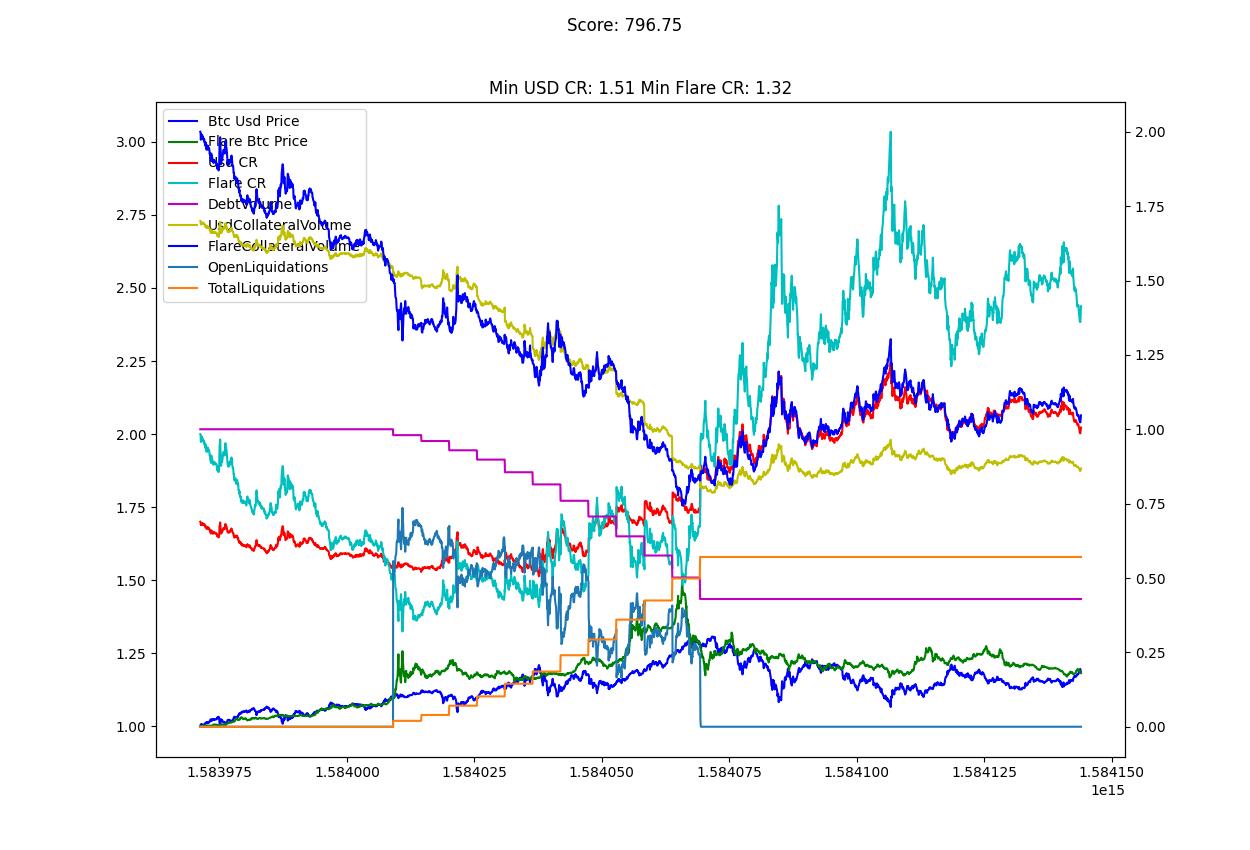 Score: 796.75
Min USD CR: 1.51 Min Flare CR: 1.32
Btc Usd Price
Flare Btc Price
Usd CR
Flare CR
DebtVolume
UsdCollateralVolume
FlareCollateralVolume
OpenLiquidations
TotalLiquidations
3.00
2.75
2.50
2.25
2.00
1.75
1.50
1.25
1.00
2.00
1.75
1.50
1.25
1.00
0.75
0.50
0.25
0.00
1.583975 1.584000 1.584025 1.584050 1.584075 1.584100 1.584125 1.584150
1e15